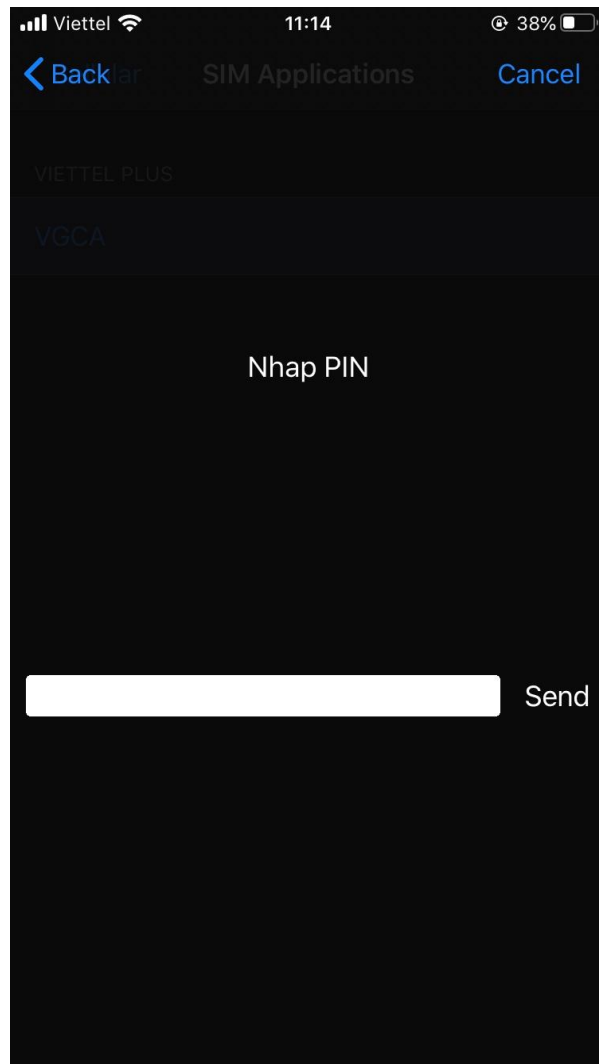 Viettel 11:14 38%
Back SIM Applications Cancel
VIETTEL PLUS
VGCA
Nhap PIN
Send